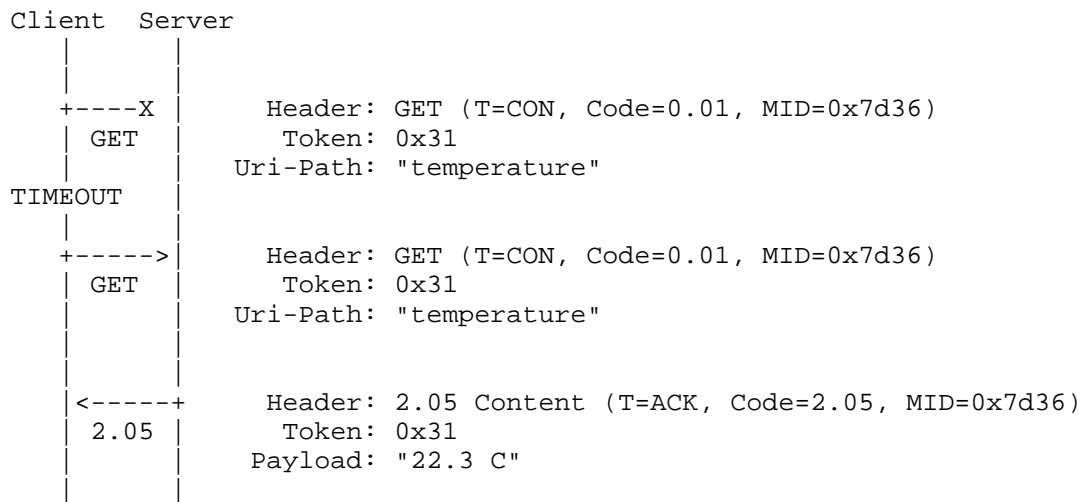 Client  Server
   |      |
   |      |
   +----X |     Header: GET (T=CON, Code=0.01, MID=0x7d36)
   | GET  |      Token: 0x31
   |      |   Uri-Path: "temperature"
TIMEOUT   |
   |      |
   +----->|     Header: GET (T=CON, Code=0.01, MID=0x7d36)
   | GET  |      Token: 0x31
   |      |   Uri-Path: "temperature"
   |      |
   |      |
   |<-----+     Header: 2.05 Content (T=ACK, Code=2.05, MID=0x7d36)
   | 2.05 |      Token: 0x31
   |      |    Payload: "22.3 C"
   |      |